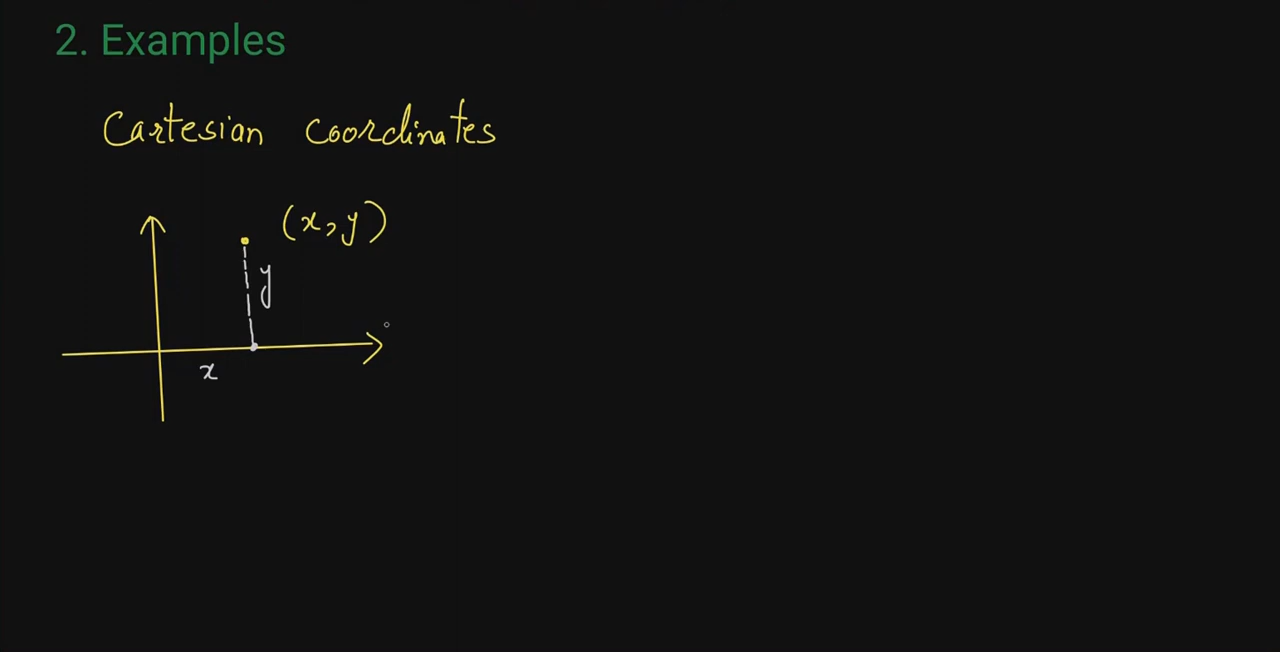 2. Examples
Cartesian coordinates
(x, y)
y
x